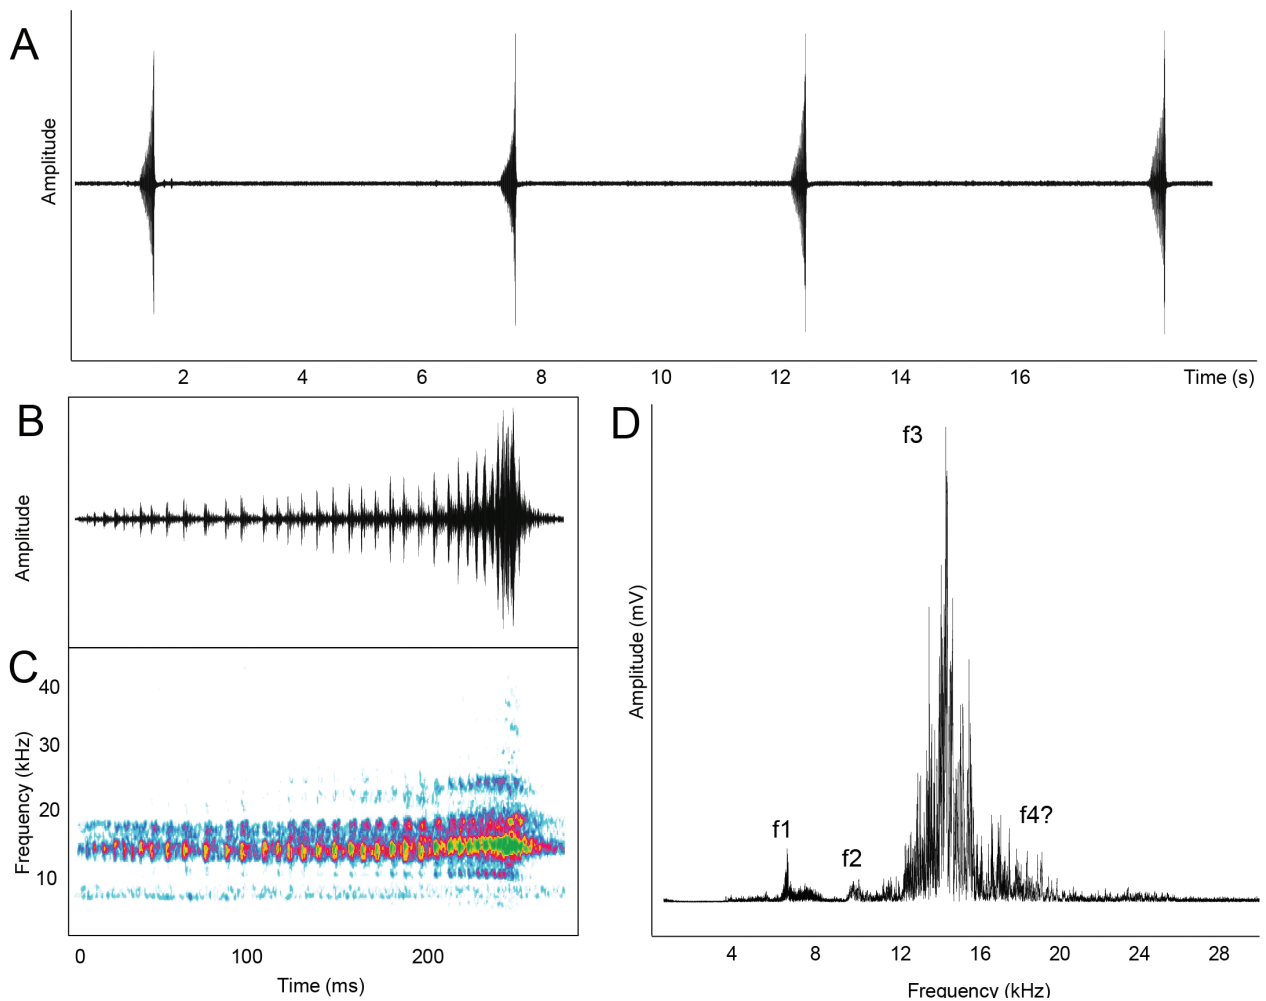 A
Amplitude
2 4 6 8 10 12 14 16 Time (s)
B
Amplitude
C
Frequency (kHz)
40
30
20
10
0 100 200
Time (ms)
D
Amplitude (mV)
f3
f1
f2
f4?
4 8 12 16 20 24 28
Frequency (kHz)